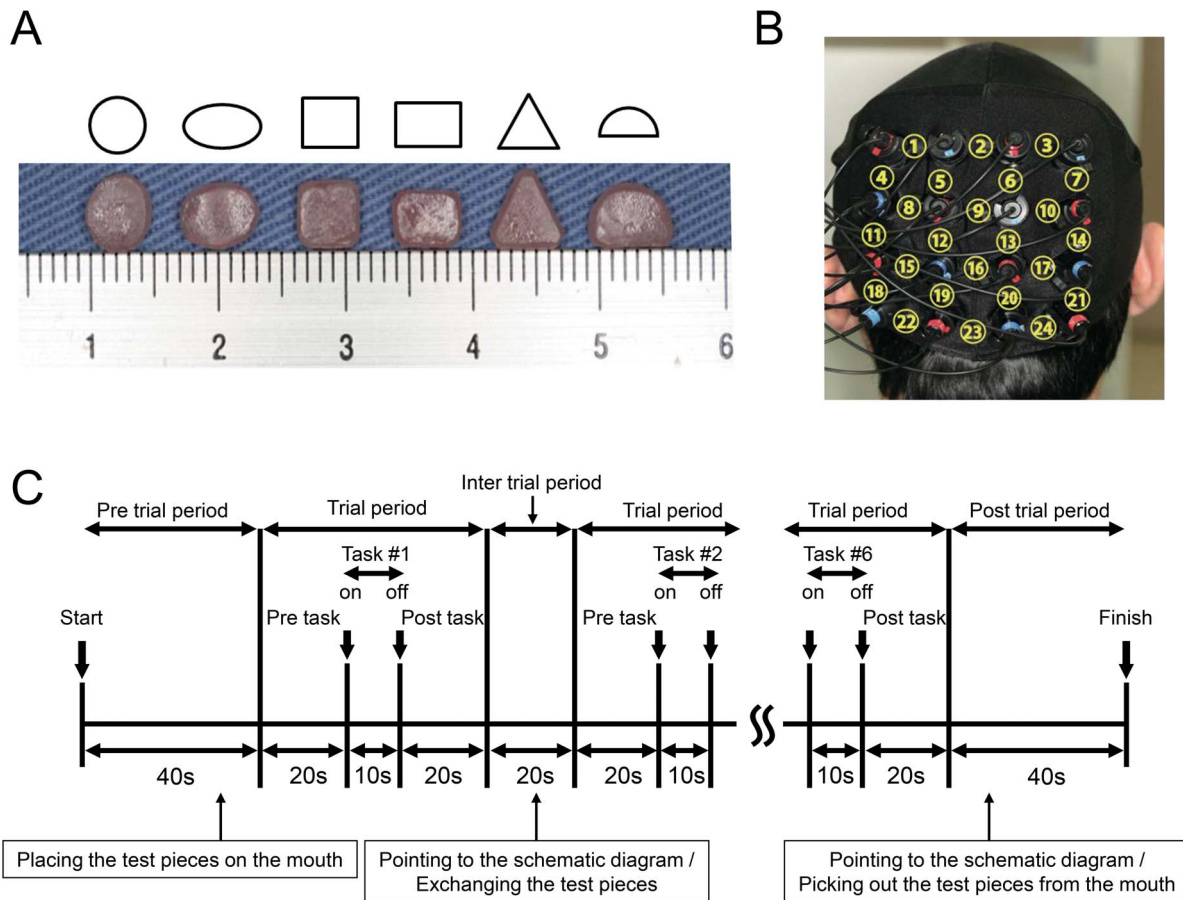 A
B
1 2 3 4 5 6
① ② ③
④ ⑤ ⑥ ⑦
⑧ ⑨ ⑩
⑪ ⑫ ⑬ ⑭
⑮ ⑯ ⑰
⑱ ⑲ ⑳ ㉑
㉒ ㉓ ㉔
C
Inter trial period
Pre trial period Trial period Trial period Trial period Post trial period
Task #1 Task #2 Task #6
on off on off on off
Start Pre task Post task Pre task Post task Finish
40s 20s 10s 20s 20s 20s 10s 10s 20s 40s
Placing the test pieces on the mouth
Pointing to the schematic diagram /
Exchanging the test pieces
Pointing to the schematic diagram /
Picking out the test pieces from the mouth